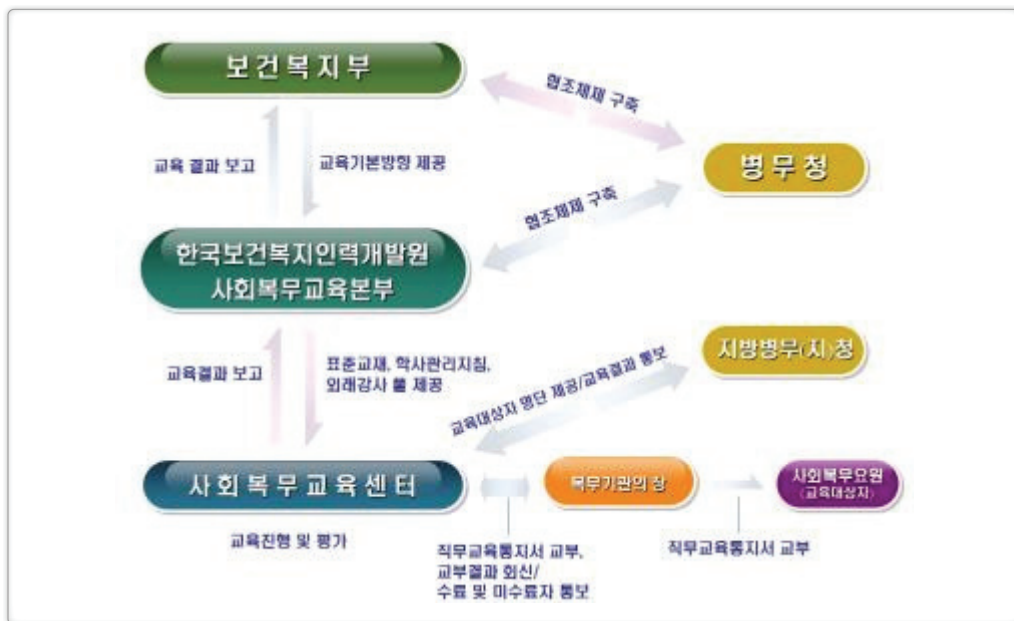 보건복지부
협조체제 구축
교육 결과 보고
교육기본방향 제공
병무청
협조체제 구축
한국보건복지인력개발원
사회복무교육본부
교육결과 보고
표준교재, 학사관리지침,
외래강사 풀 제공
지방병무(지)청
교육대상자 명단 제공/교육결과 통보
사회복무교육센터
복무기관의 장
사회복무요원
(교육대상자)
교육진행 및 평가
직무교육통지서 교부,
교부결과 회신/
수료 및 미수료자 통보
직무교육통지서 교부